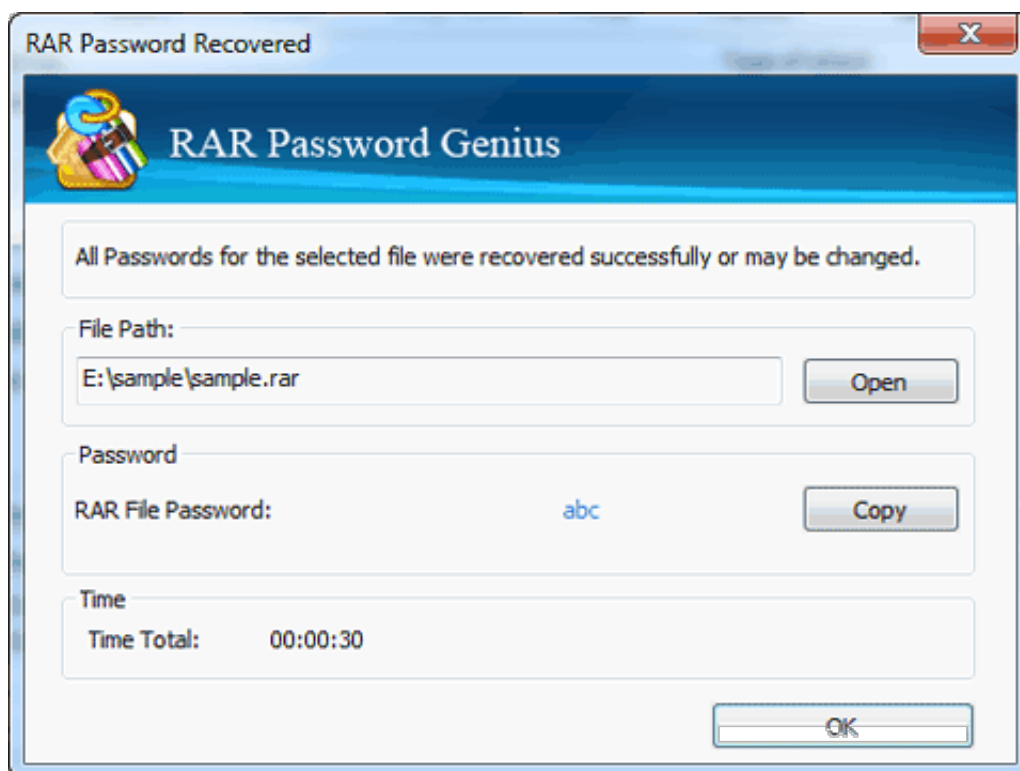 RAR Password Recovered
RAR Password Genius
All Passwords for the selected file were recovered successfully or may be changed.
File Path:
E:\sample\sample.rar
Open
Password
RAR File Password: abc Copy
Time
Time Total: 00:00:30
OK